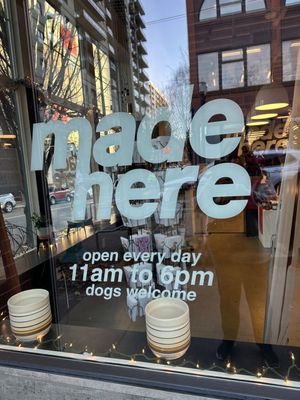 made
here
open every day
11am to 6pm
dogs welcome